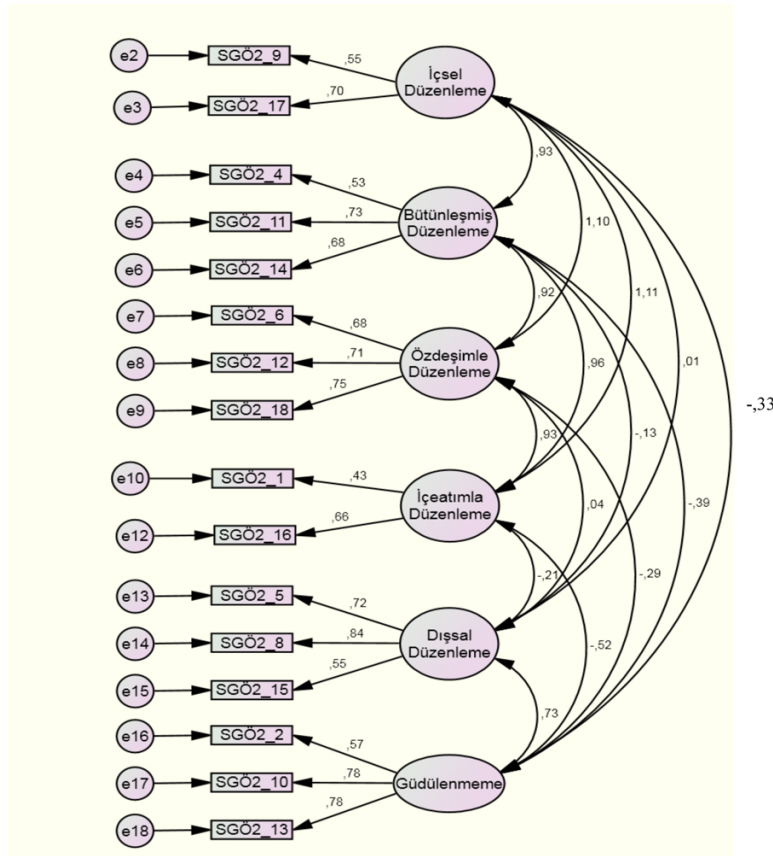 e2
SGÖ2_9
,55
İçsel
Düzenleme
e3
SGÖ2_17
,70
,93
e4
SGÖ2_4
,53
Bütünleşmiş
Düzenleme
e5
SGÖ2_11
,73
1,10
e6
SGÖ2_14
,68
,92
1,11
e7
SGÖ2_6
,68
Özdeşimle
Düzenleme
e8
SGÖ2_12
,71
,96
,01
e9
SGÖ2_18
,75
-,33
,93
-,13
e10
SGÖ2_1
,43
İçeatımla
Düzenleme
e12
SGÖ2_16
,66
,04
-,39
e13
SGÖ2_5
,72
-,21
-,29
e14
SGÖ2_8
,84
Dışsal
Düzenleme
-,52
e15
SGÖ2_15
,55
e16
SGÖ2_2
,57
,73
e17
SGÖ2_10
,78
Güdülenmeme
e18
SGÖ2_13
,78